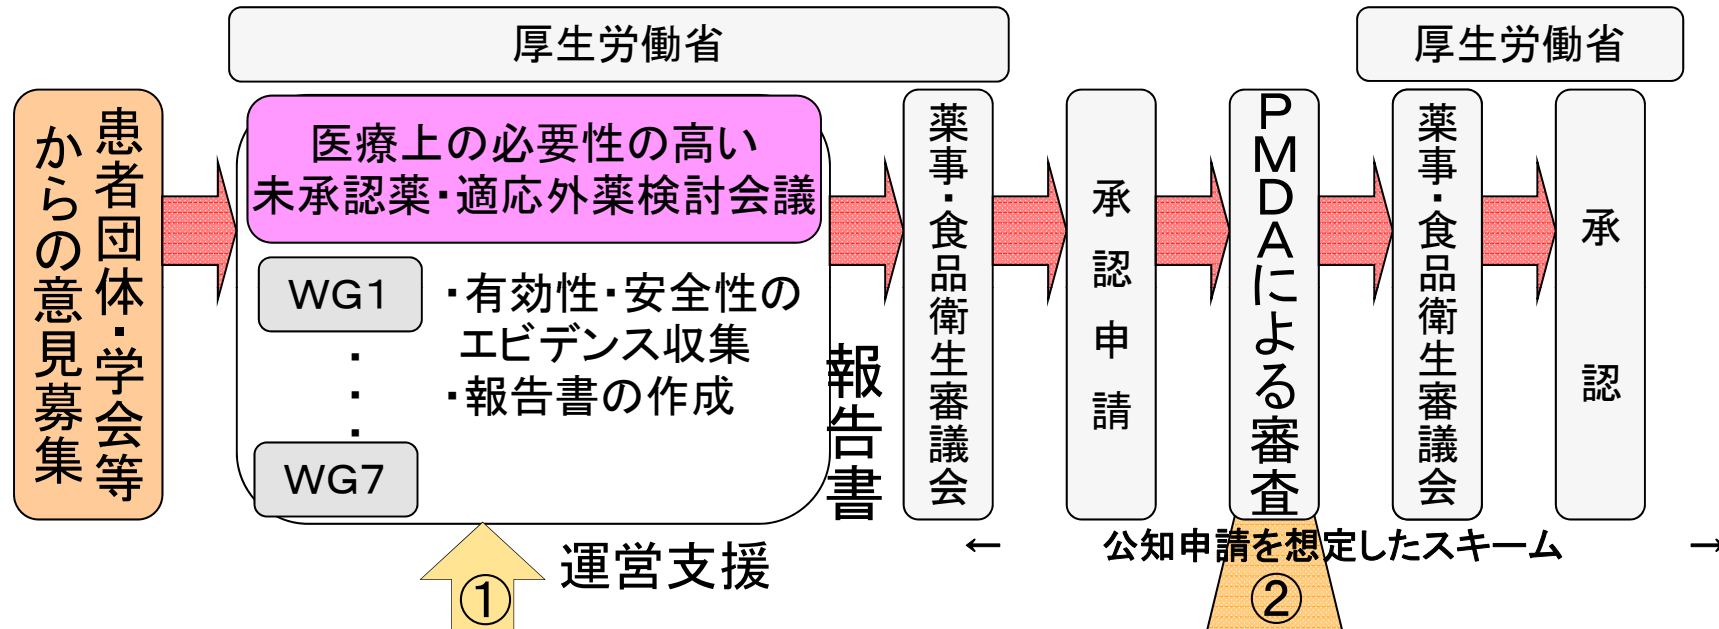 厚生労働省
厚生労働省
患者団体・学会等
からの意見募集
医療上の必要性の高い
未承認薬・適応外薬検討会議
WG1
・
・
・
WG7
・有効性・安全性の
エビデンス収集
・報告書の作成
報告書
薬事・食品衛生審議会
承認申請
PMDAによる審査
薬事・食品衛生審議会
承認
① 運営支援
← 公知申請を想定したスキーム →
②